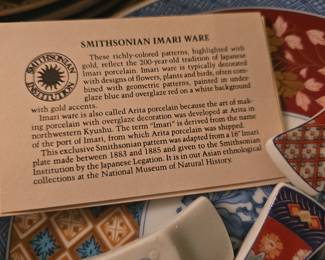 SMITHSONIAN IMARI WARE
These richly-colored patterns, highlighted with
gold, reflect the 200-year-old tradition of Japanese
Imari porcelain. Imari ware is typically decorated
with designs of flowers, plants and birds, often com-
bined with geometric patterns, painted in under-
glaze blue and overglaze red on a white background
with gold accents.
Imari ware is also called Arita porcelain because the art of mak-
ing porcelain with overglaze decoration was developed at Arita in
northwestern Kyushu. The term "Imari" is derived from the name
of the port of Imari, from which Arita porcelain was shipped.
This exclusive Smithsonian pattern was adapted from a 16" Imari
plate made between 1883 and 1885 and given to the Smithsonian
Institution by the Japanese Legation. It is in our Asian ethnological
collections at the National Museum of Natural History.
SMITHSONIAN
INSTITUTION